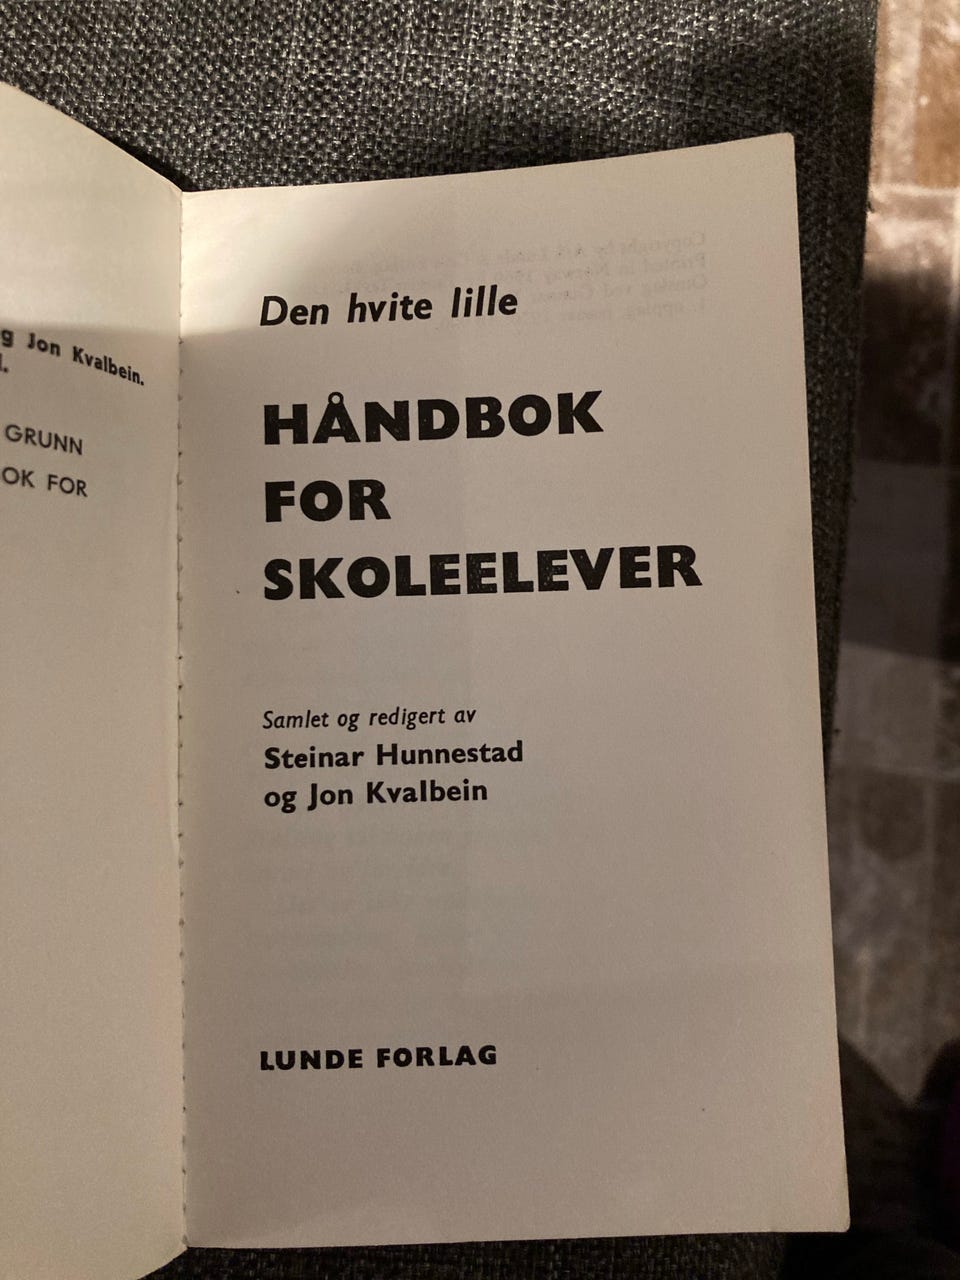 g Jon Kvalbein.
GRUNN
OK FOR
Den hvite lille
HÅNDBOK
FOR
SKOLEELEVER
Samlet og redigert av
Steinar Hunnestad
og Jon Kvalbein
LUNDE FORLAG